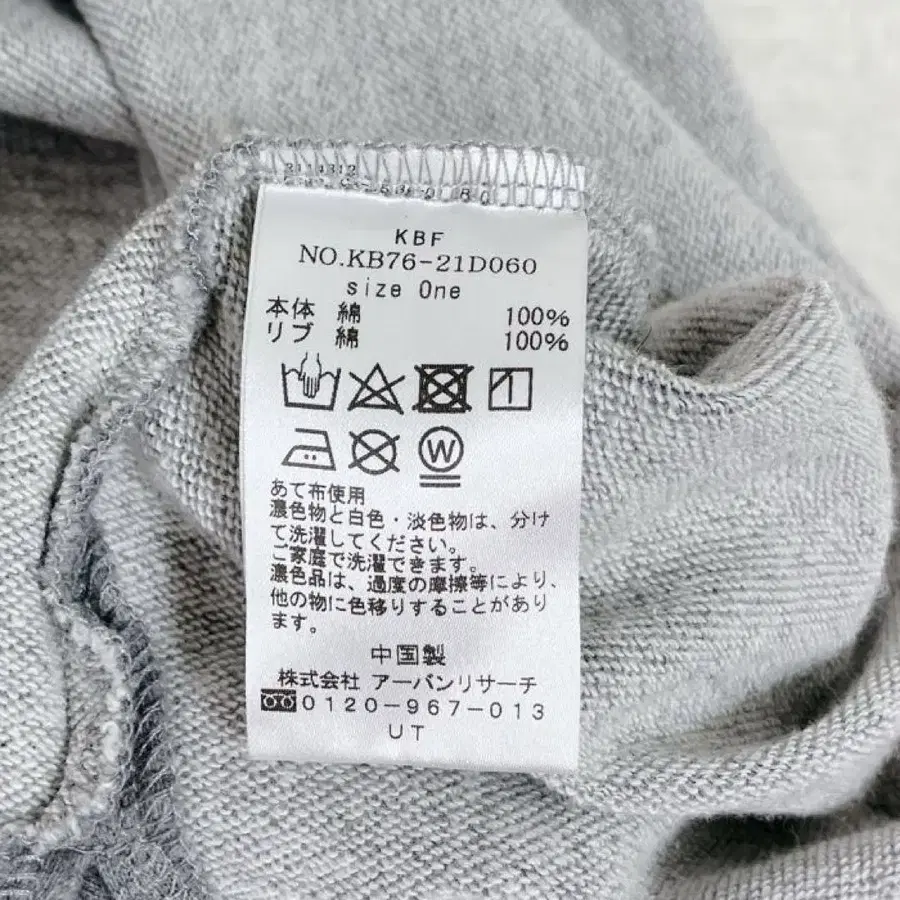 KBF
NO.KB76-21D060
size One
本体 綿 100%
リブ 綿 100%
W
あて布使用
濃色物と白色・淡色物は、分け
て洗濯してください。
ご家庭で洗濯できます。
濃色品は、過度の摩擦等により、
他の物に色移りすることがあり
ます。
中国製
株式会社 アーバンリサーチ
0120-967-013
UT